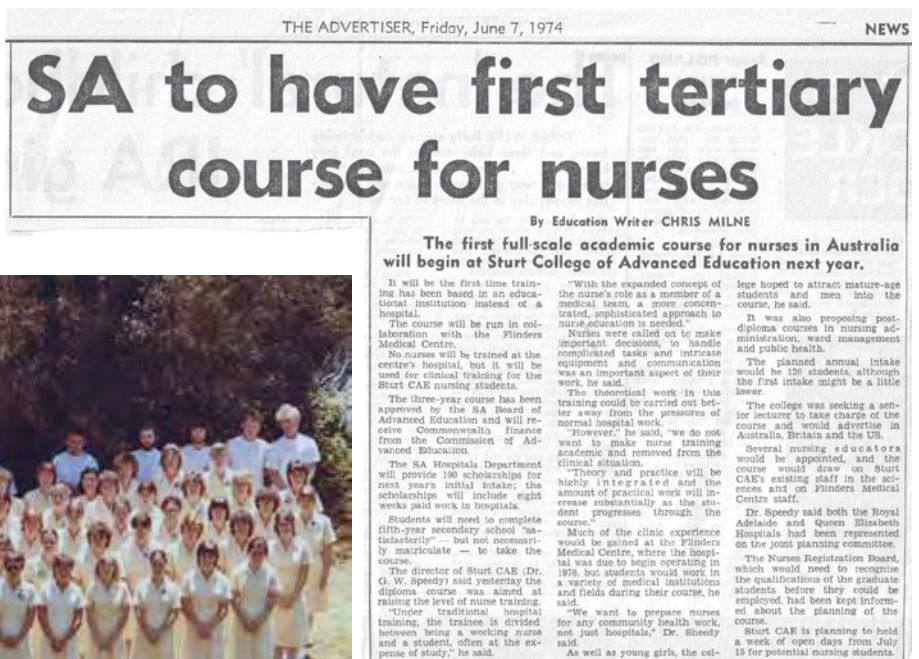 THE ADVERTISER, Friday, June 7, 1974
NEWS
SA to have first tertiary
course for nurses
By Education Writer CHRIS MILNE
The first full-scale academic course for nurses in Australia
will begin at Sturt College of Advanced Education next year.
It will be the first time train-
ing has been based in an educa-
tional institution instead of a
hospital.
The course will be run in col-
laboration with the Flinders
Medical Centre.
No nurses will be trained at the
centre's hospital, but it will be
used for clinical training for the
Sturt CAE nursing students.
The three-year course has been
approved by the SA Board of
Advanced Education and will re-
ceive Commonwealth finance
from the Commission of Ad-
vanced Education.
The SA Hospitals Department
will provide 100 scholarships for
next year's initial intake; the
scholarships will include eight
weeks paid work in hospitals.
Students will need to complete
fifth-year secondary school "sa-
tisfacterily" — but not necessari-
ly matriculate — to take the
course.
The director of Sturt CAE (Dr.
G. W. Speedy) said yesterday the
diploma course was aimed at
raising the level of nurse training.
"Under traditional hospital
training, the trainee is divided
between being a working nurse
and a student, often at the ex-
pense of study," he said.
"With the expanded concept of
the nurse's role as a member of a
medical team, a more concen-
trated, sophisticated approach to
nurse education is needed."
Nurses were called on to make
important decisions, to handle
complicated tasks and intricate
equipment and communication
was an important aspect of their
work, he said.
The theoretical work in this
training could be carried out bet-
ter away from the pressures of
normal hospital work.
"However," he said, "we do not
want to make nurse training
academic and removed from the
clinical situation.
"Theory and practice will be
highly integrated and the
amount of practical work will in-
crease substantially as the stu-
dent progresses through the
course."
Much of the clinic experience
would be gained at the Flinders
Medical Centre, where the hospi-
tal was due to begin operating in
1976, but students would work in
a variety of medical institutions
and fields during their course, he
said.
"We want to prepare nurses
for any community health work,
not just hospitals," Dr. Sheedy
said.
As well as young girls, the col-
lege hoped to attract mature-age
students and men into the
course, he said.
It was also proposing post-
diploma courses in nursing ad-
ministration, ward management
and public health.
The planned annual intake
would be 120 students, although
the first intake might be a little
lower.
The college was seeking a sen-
ior lecturer to take charge of the
course and would advertise in
Australia, Britain and the US.
Several nursing educators
would be appointed, and the
course would draw on Sturt
CAE's existing staff in the sci-
ences and on Flinders Medical
Centre staff.
Dr. Speedy said both the Royal
Adelaide and Queen Elizabeth
Hospitals had been represented
on the joint planning committee.
The Nurses Registration Board,
which would need to recognise
the qualifications of the graduate
students before they could be
employed, had been kept inform-
ed about the planning of the
course.
Sturt CAE is planning to hold
a week of open days from July
15 for potential nursing students.